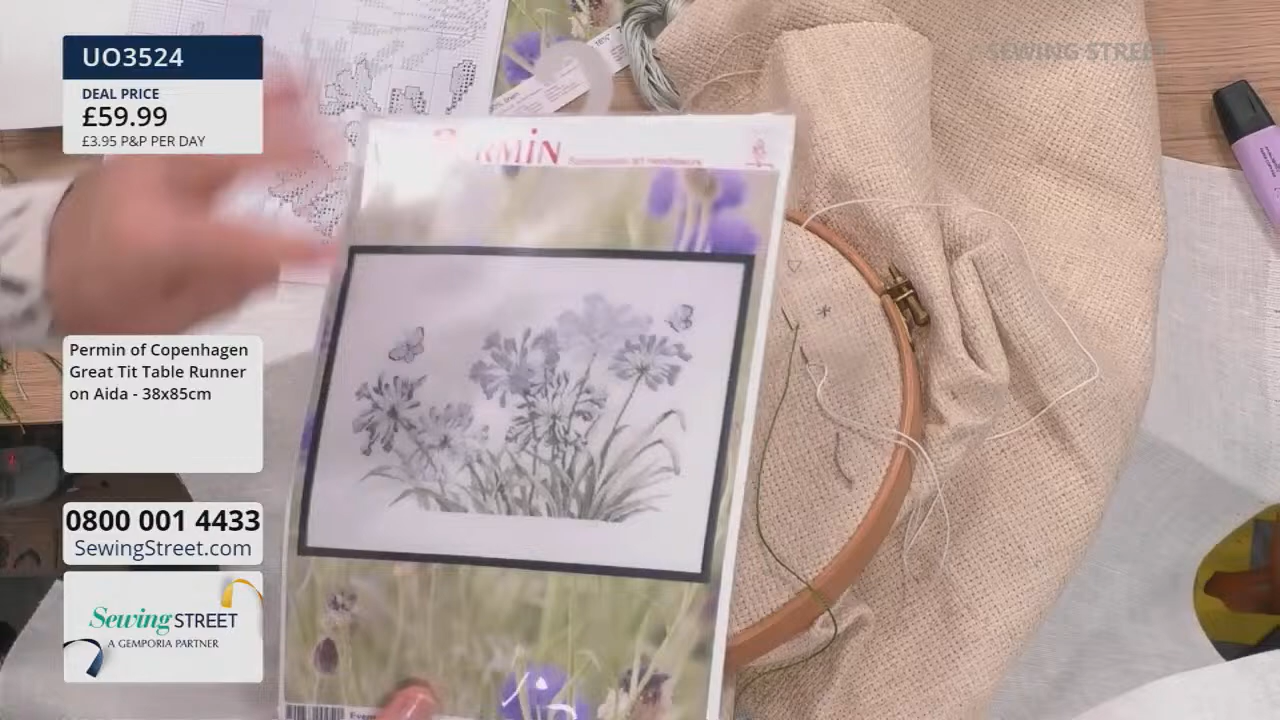 UO3524
DEAL PRICE
£59.99
£3.95 P&P PER DAY
SEWING STREET
Permin of Copenhagen
Great Tit Table Runner
on Aida - 38x85cm
0800 001 4433
SewingStreet.com
Sewing STREET
A GEMPORIA PARTNER